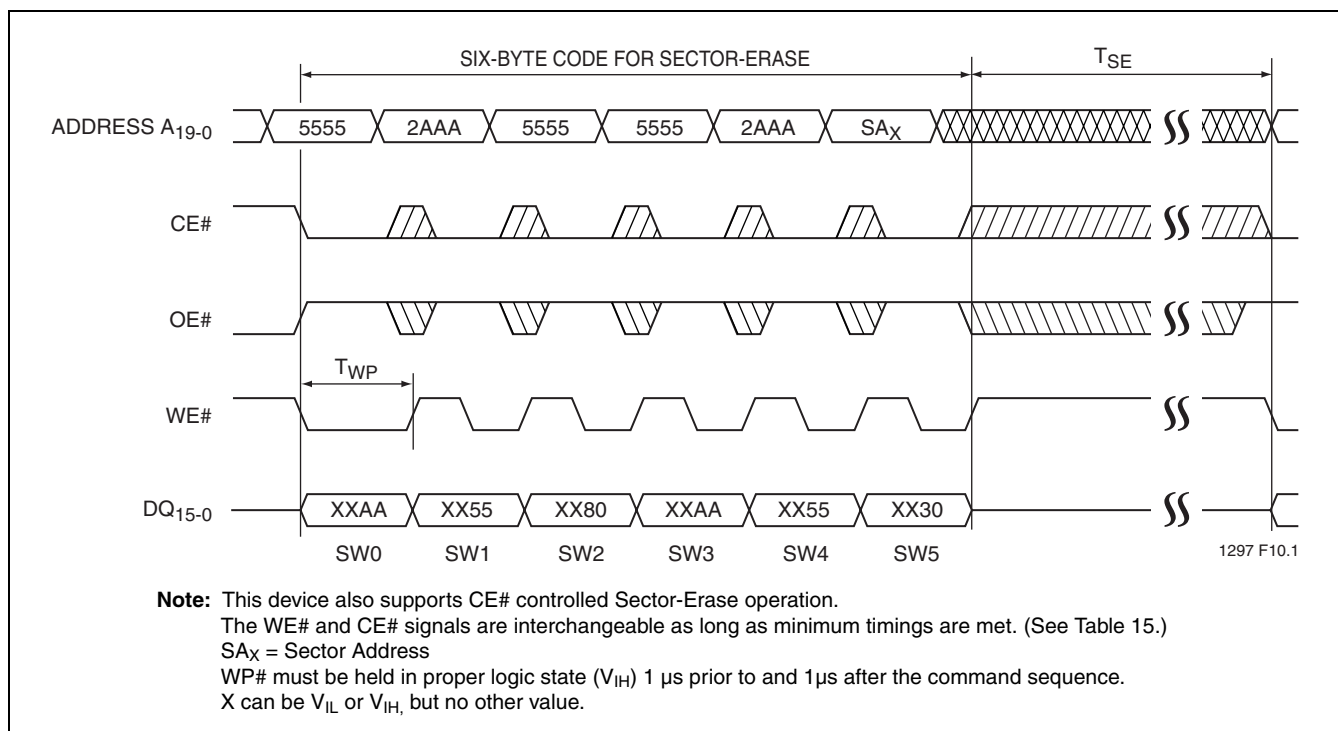 SIX-BYTE CODE FOR SECTOR-ERASE TSE
ADDRESS A19-0 5555 2AAA 5555 5555 2AAA SAX
CE#
OE#
TWP
WE#
DQ15-0 XXAA XX55 XX80 XXAA XX55 XX30
SW0 SW1 SW2 SW3 SW4 SW5
1297 F10.1
Note: This device also supports CE# controlled Sector-Erase operation.
The WE# and CE# signals are interchangeable as long as minimum timings are met. (See Table 15.)
SAX = Sector Address
WP# must be held in proper logic state (VIH) 1 µs prior to and 1µs after the command sequence.
X can be VIL or VIH, but no other value.